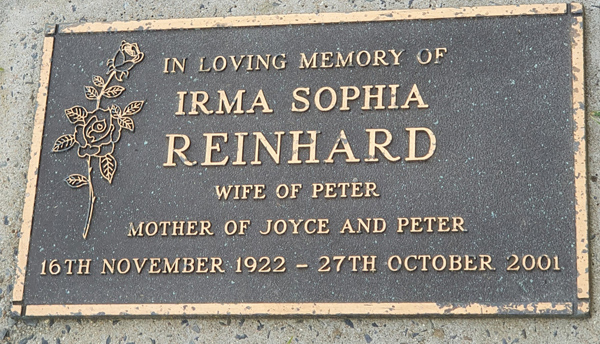 IN LOVING MEMORY OF
IRMA SOPHIA
REINHARD
WIFE OF PETER
MOTHER OF JOYCE AND PETER
16TH NOVEMBER 1922 – 27TH OCTOBER 2001